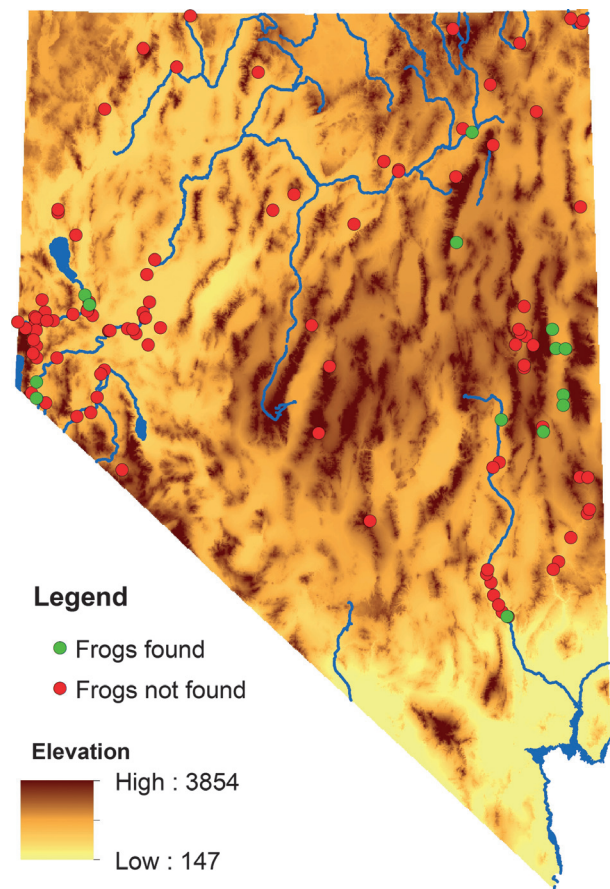 Legend
Frogs found
Frogs not found
Elevation
High : 3854
Low : 147